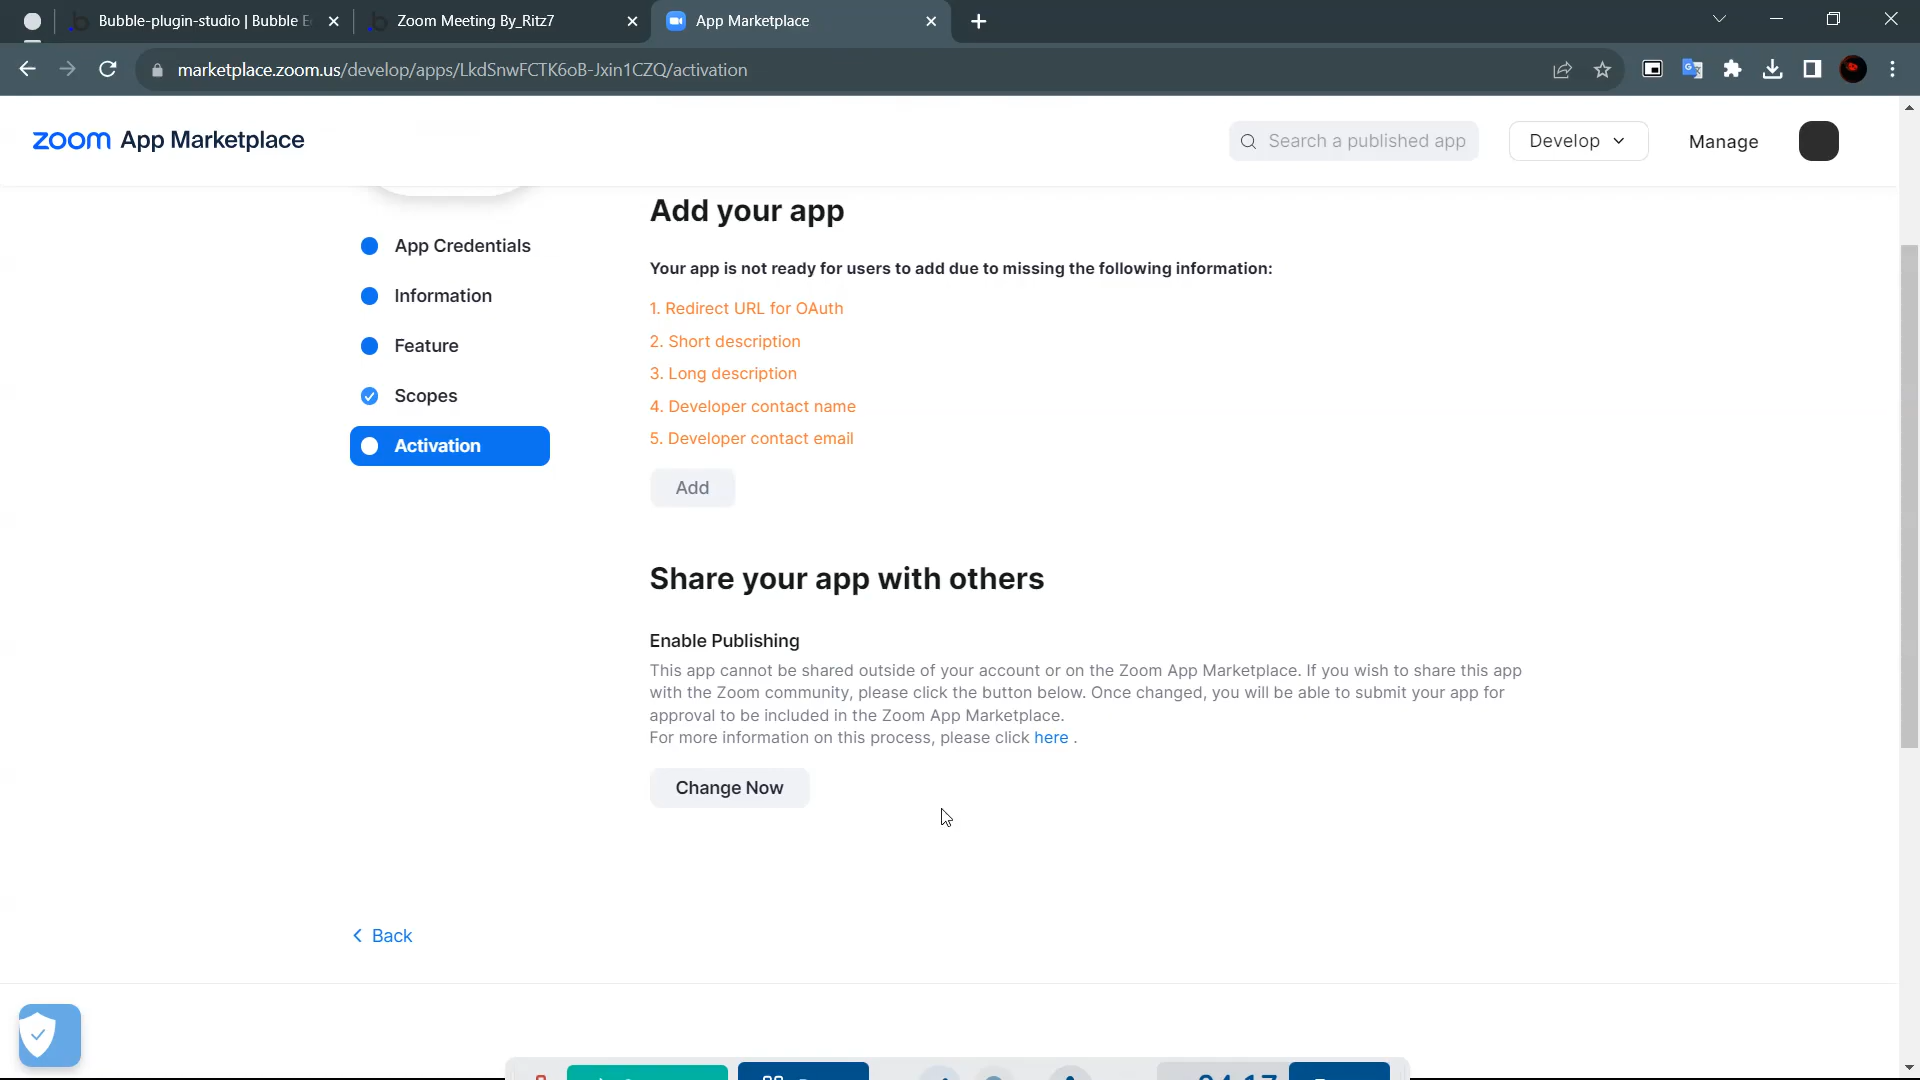 Bubble-plugin-studio | Bubble E
Zoom Meeting By_Ritz7
App Marketplace
marketplace.zoom.us/develop/apps/LkdSnwFCTK6oB-Jxin1CZQ/activation
zoom App Marketplace
Search a published app
Develop
Manage
Add your app
Your app is not ready for users to add due to missing the following information:
App Credentials
Information
Feature
Scopes
Activation
1. Redirect URL for OAuth
2. Short description
3. Long description
4. Developer contact name
5. Developer contact email
Add
Share your app with others
Enable Publishing
This app cannot be shared outside of your account or on the Zoom App Marketplace. If you wish to share this app
with the Zoom community, please click the button below. Once changed, you will be able to submit your app for
approval to be included in the Zoom App Marketplace.
For more information on this process, please click here .
Change Now
Back